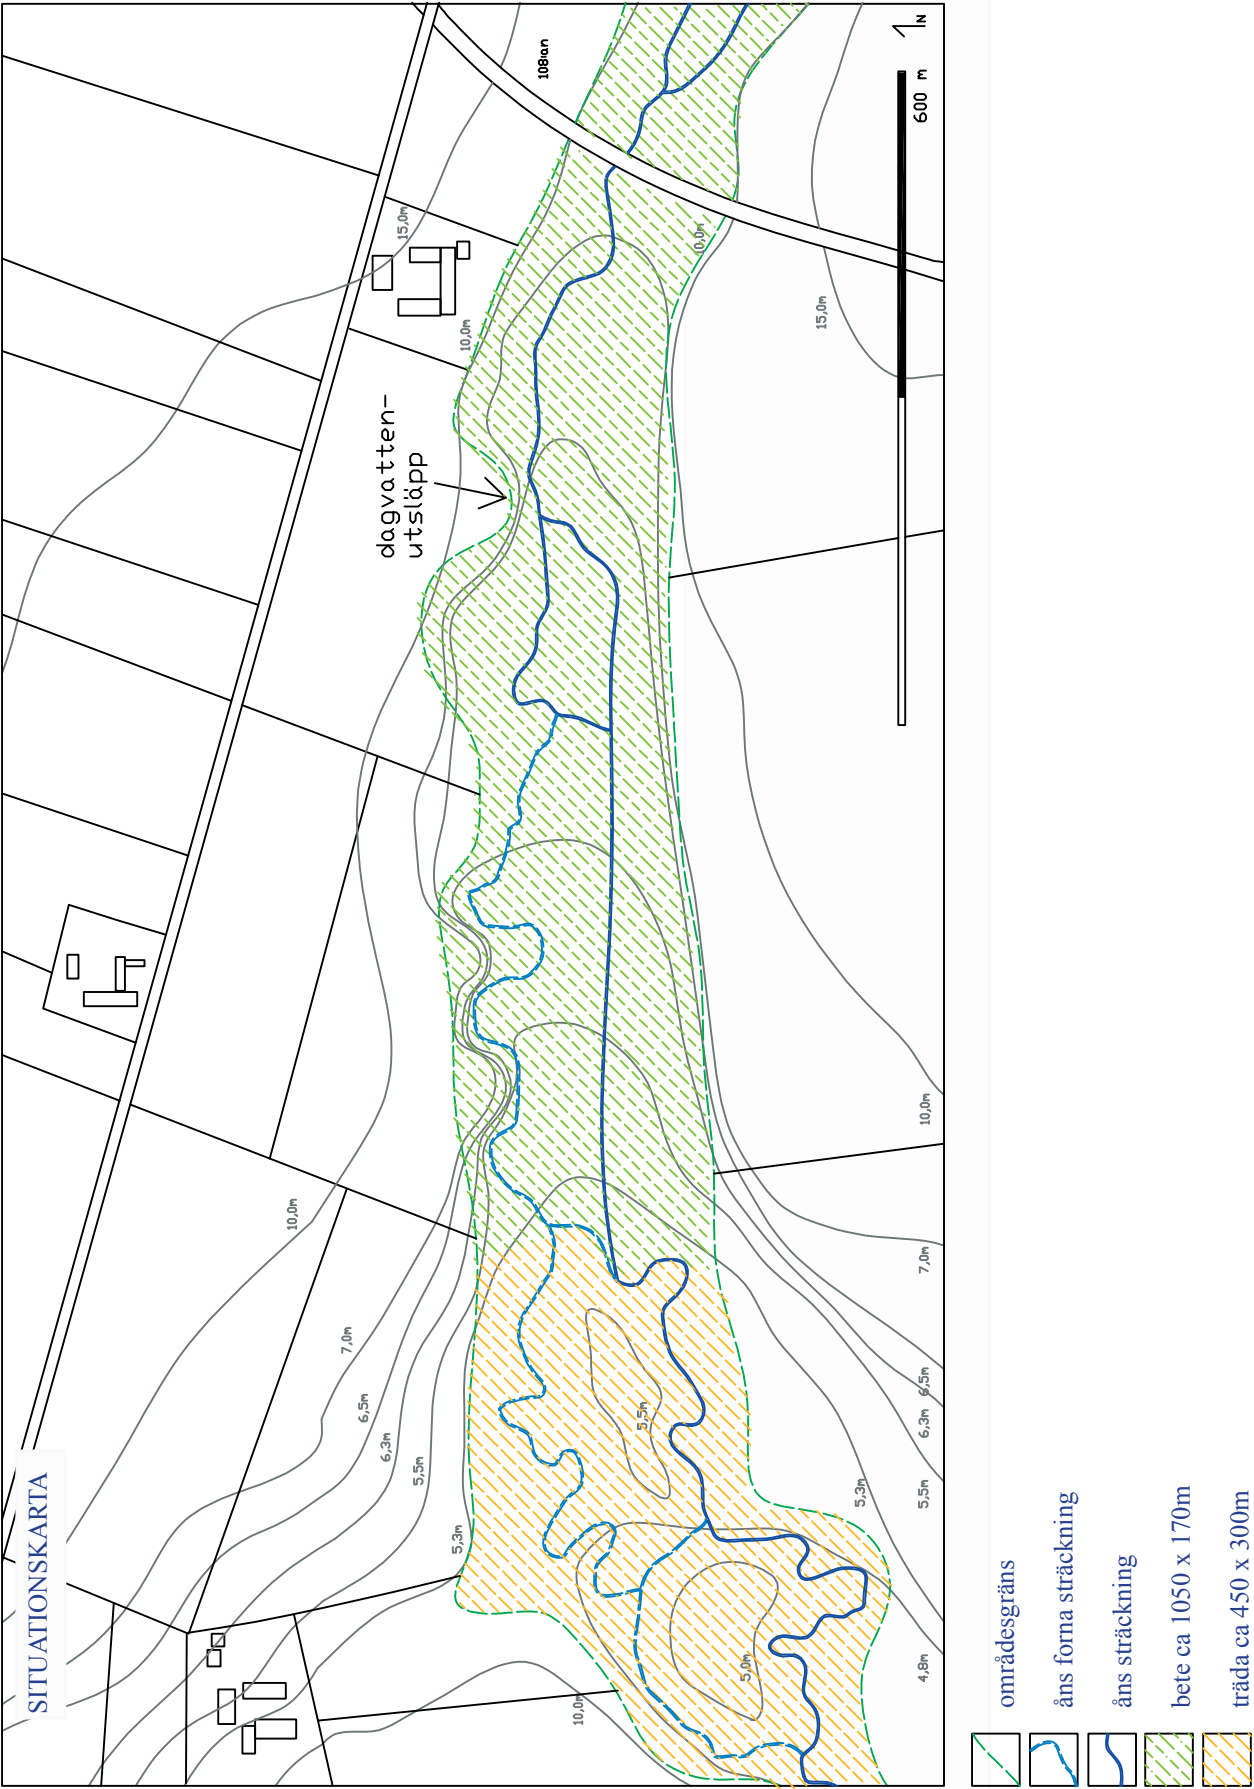 SITUATIONSKARTA
10,0m
7,0m
6,5m
6,3m
5,5m
5,3m
10,0m
5,0m
5,5m
dagvatten-
utsläpp
10,0m
15,0m
108:an
10,0m
15,0m
5,3m
4,8m
5,5m
6,3m
6,5m
7,0m
10,0m
600 m
N
områdesgräns
åns forna sträckning
åns sträckning
bete ca 1050 x 170m
träda ca 450 x 300m